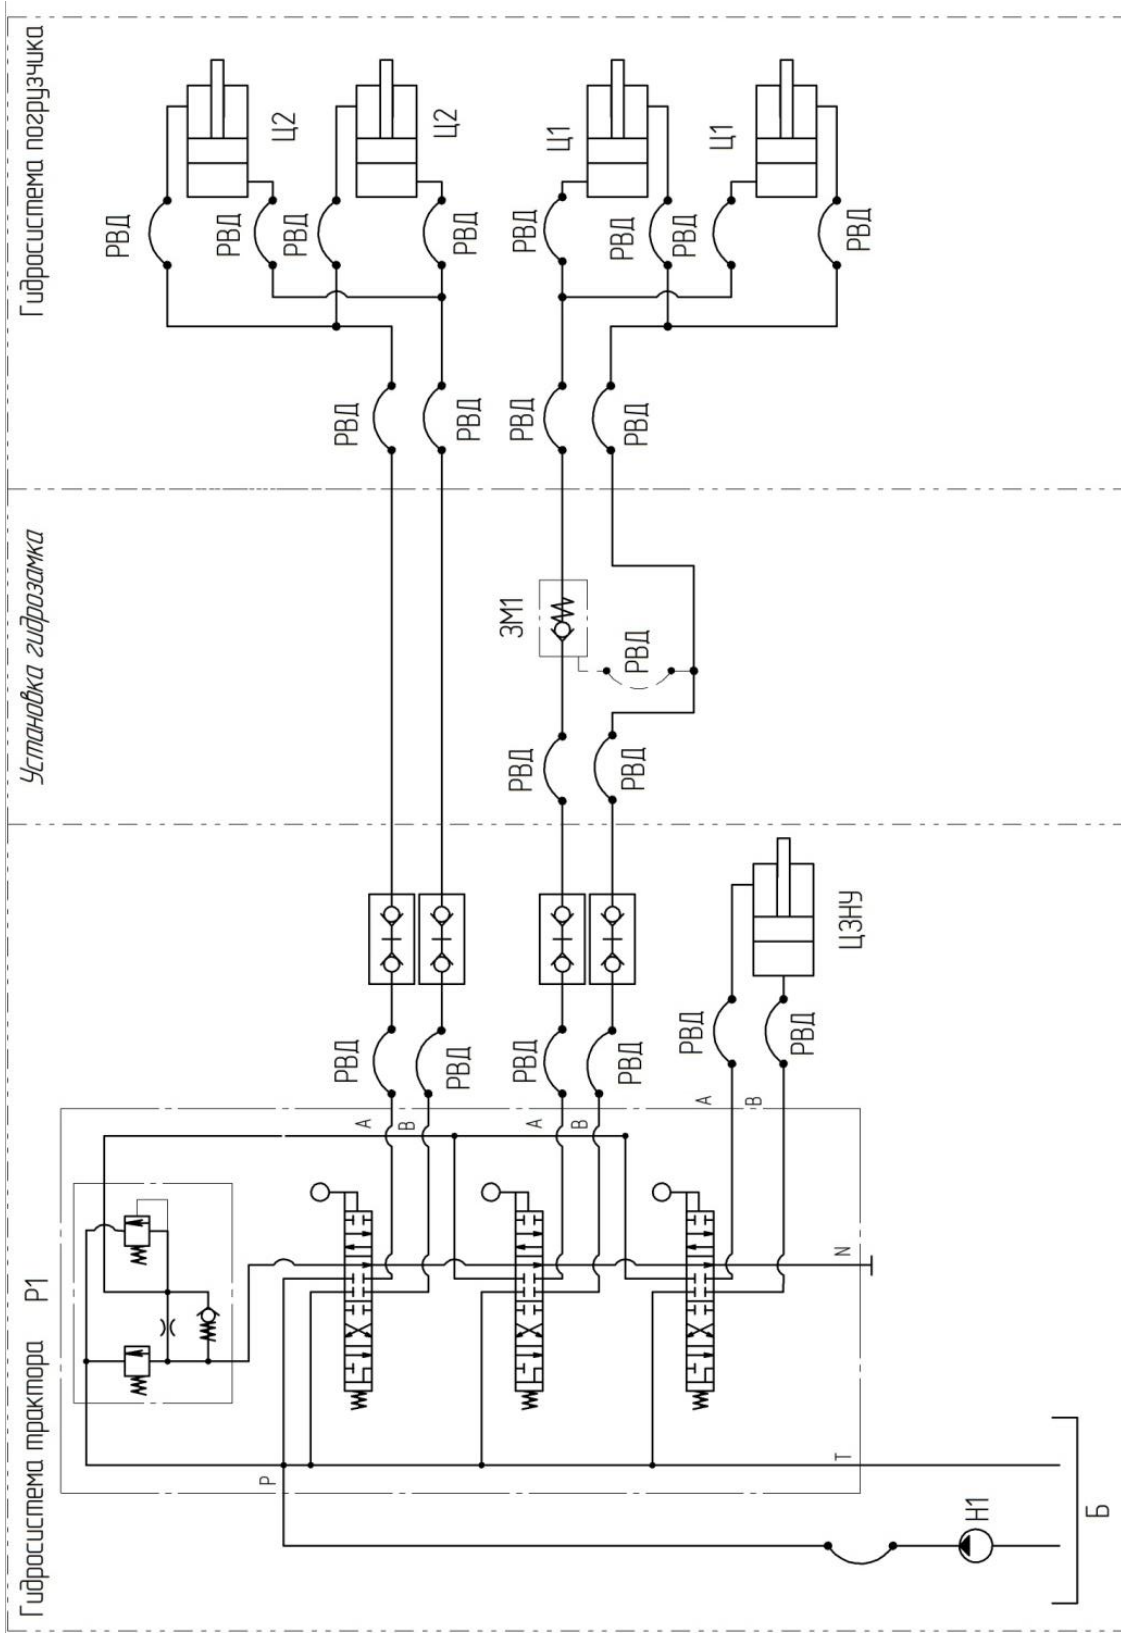 Гидросистема погрузчика
Ц2
Ц2
Ц1
Ц1
РВД
РВД
РВД
РВД
РВД
РВД
РВД
РВД
РВД
РВД
РВД
РВД
Установка гидрозамка
ЗМ1
РВД
РВД
РВД
ЦЗНУ
РВД
РВД
РВД
РВД
РВД
РВД
Гидросистема трактора
Р1
А
В
А
В
А
В
N
Р
Т
Н1
Б